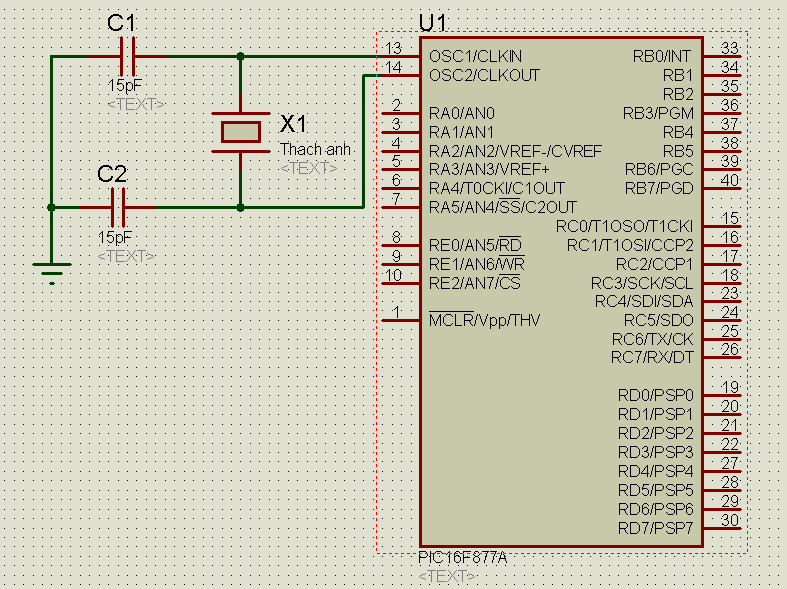 C1
15pF
<TEXT>
X1
Thach anh
<TEXT>
C2
15pF
<TEXT>
U1
13 OSC1/CLKIN
14 OSC2/CLKOUT
2 RA0/AN0
3 RA1/AN1
4 RA2/AN2/VREF-/CVREF
5 RA3/AN3/VREF+
6 RA4/T0CKI/C1OUT
7 RA5/AN4/SS/C2OUT
8 RE0/AN5/RD
9 RE1/AN6/WR
10 RE2/AN7/CS
1 MCLR/Vpp/THV
RB0/INT 33
RB1 34
RB2 35
RB3/PGM 36
RB4 37
RB5 38
RB6/PGC 39
RB7/PGD 40
RC0/T1OSO/T1CKI 15
RC1/T1OSI/CCP2 16
RC2/CCP1 17
RC3/SCK/SCL 18
RC4/SDI/SDA 23
RC5/SDO 24
RC6/TX/CK 25
RC7/RX/DT 26
RD0/PSP0 19
RD1/PSP1 20
RD2/PSP2 21
RD3/PSP3 22
RD4/PSP4 27
RD5/PSP5 28
RD6/PSP6 29
RD7/PSP7 30
PIC16F877A
<TEXT>